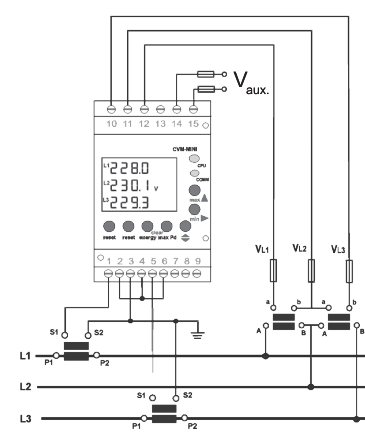 V aux.
10 11 12 13 14 15
CVM-MINI
L1 228.0
CPU
L2 230.1 v
COMM
L3 229.3
max
min
clear
reset reset energy max Pd
1 2 3 4 5 6 7 8 9
VL1 VL2 VL3
a b a b
A B A B
S1 S2
L1 P1 P2
L2
S1 S2
L3 P1 P2